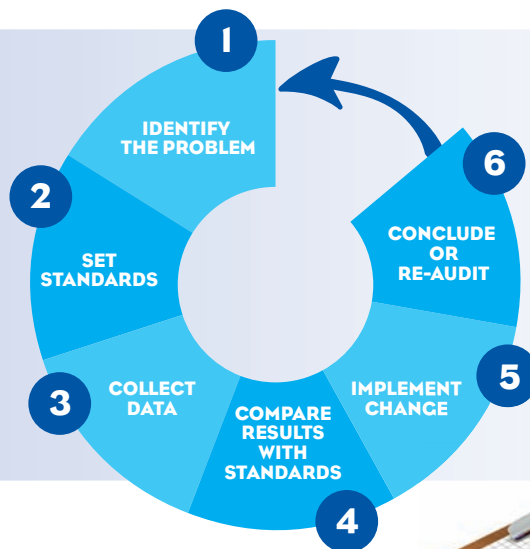 1
IDENTIFY
THE PROBLEM
2
SET
STANDARDS
3
COLLECT
DATA
4
COMPARE
RESULTS
WITH
STANDARDS
5
IMPLEMENT
CHANGE
6
CONCLUDE
OR
RE-AUDIT